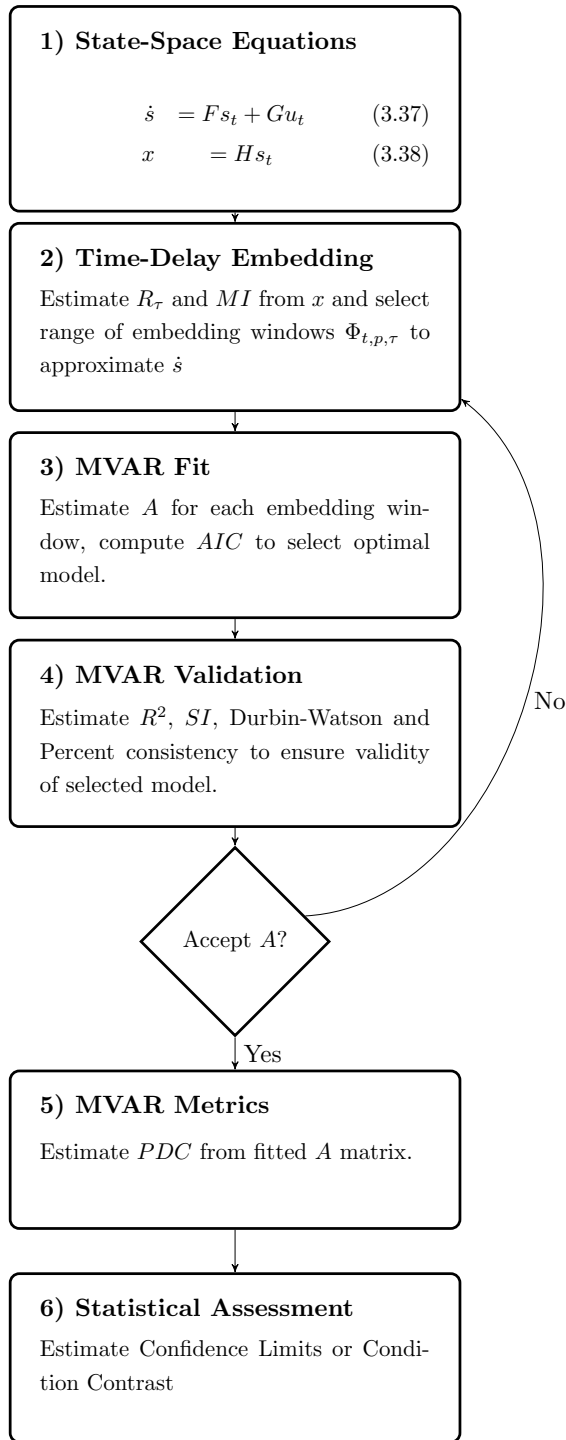 1) State-Space Equations
ṡ = Fs_t + Gu_t (3.37)
x = Hs_t (3.38)
2) Time-Delay Embedding
Estimate R_τ and MI from x and select
range of embedding windows Φ_{t,p,τ} to
approximate ṡ
3) MVAR Fit
Estimate A for each embedding win-
dow, compute AIC to select optimal
model.
4) MVAR Validation
Estimate R², SI, Durbin-Watson and
Percent consistency to ensure validity
of selected model.
No
Accept A?
Yes
5) MVAR Metrics
Estimate PDC from fitted A matrix.
6) Statistical Assessment
Estimate Confidence Limits or Condi-
tion Contrast